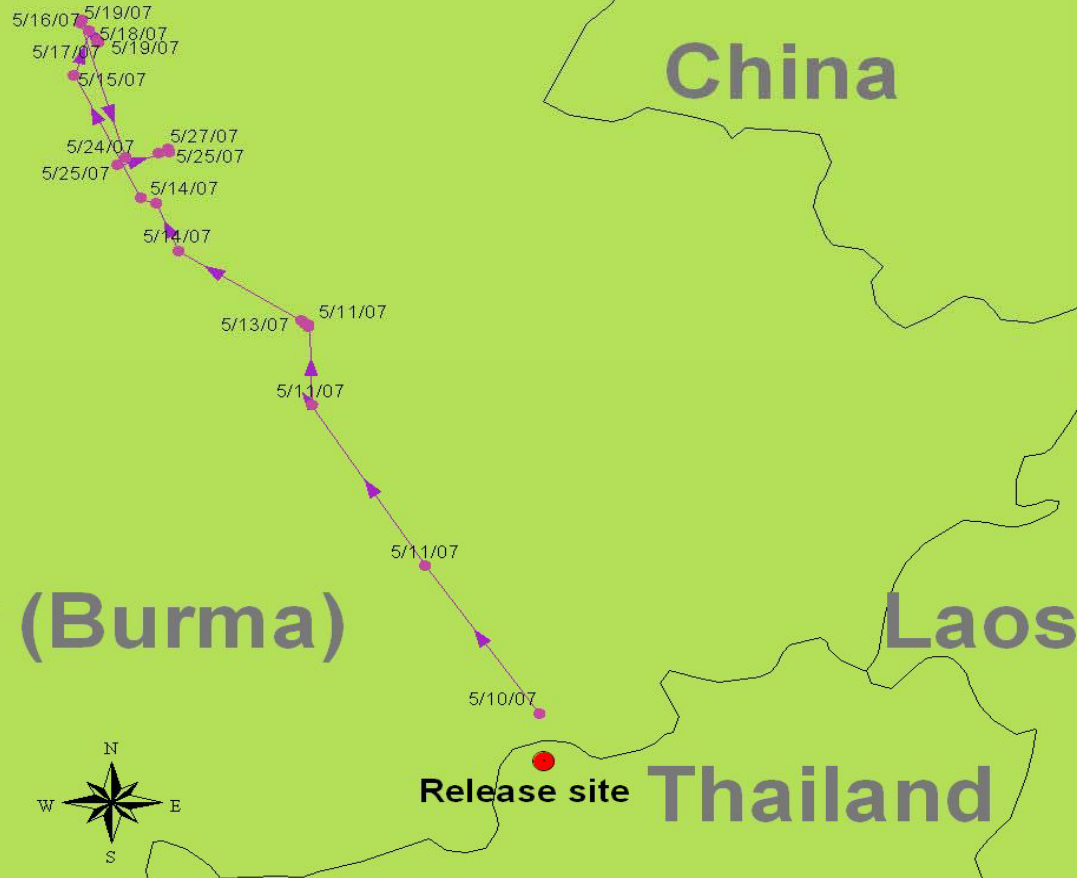 5/16/07
5/19/07
5/18/07
5/17/07
5/19/07
5/15/07
China
5/27/07
5/24/07
5/25/07
5/25/07
5/14/07
5/14/07
5/11/07
5/13/07
5/11/07
5/11/07
(Burma)
Laos
5/10/07
N
W
E
S
Release site
Thailand